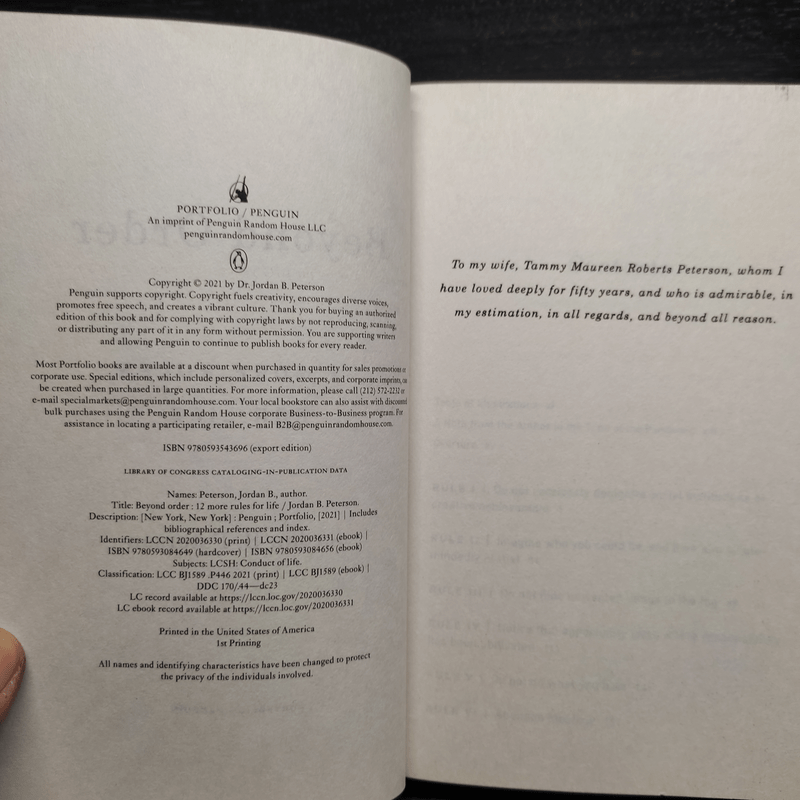 PORTFOLIO / PENGUIN
An imprint of Penguin Random House LLC
penguinrandomhouse.com
Copyright © 2021 by Dr. Jordan B. Peterson
Penguin supports copyright. Copyright fuels creativity, encourages diverse voices,
promotes free speech, and creates a vibrant culture. Thank you for buying an authorized
edition of this book and for complying with copyright laws by not reproducing, scanning,
or distributing any part of it in any form without permission. You are supporting writers
and allowing Penguin to continue to publish books for every reader.
Most Portfolio books are available at a discount when purchased in quantity for sales promotions or
corporate use. Special editions, which include personalized covers, excerpts, and corporate imprints, can
be created when purchased in large quantities. For more information, please call (212) 572-2232 or
e-mail specialmarkets@penguinrandomhouse.com. Your local bookstore can also assist with discounted
bulk purchases using the Penguin Random House corporate Business-to-Business program. For
assistance in locating a participating retailer, e-mail B2B@penguinrandomhouse.com.
ISBN 9780593543696 (export edition)
LIBRARY OF CONGRESS CATALOGING-IN-PUBLICATION DATA
Names: Peterson, Jordan B., author.
Title: Beyond order : 12 more rules for life / Jordan B. Peterson.
Description: [New York, New York] : Penguin ; Portfolio, [2021] | Includes
bibliographical references and index.
Identifiers: LCCN 2020036330 (print) | LCCN 2020036331 (ebook) |
ISBN 9780593084649 (hardcover) | ISBN 9780593084656 (ebook)
Subjects: LCSH: Conduct of life.
Classification: LCC BJ1589 .P446 2021 (print) | LCC BJ1589 (ebook) |
DDC 170/.44—dc23
LC record available at https://lccn.loc.gov/2020036330
LC ebook record available at https://lccn.loc.gov/2020036331
Printed in the United States of America
1st Printing
All names and identifying characteristics have been changed to protect
the privacy of the individuals involved.
To my wife, Tammy Maureen Roberts Peterson, whom I
have loved deeply for fifty years, and who is admirable, in
my estimation, in all regards, and beyond all reason.